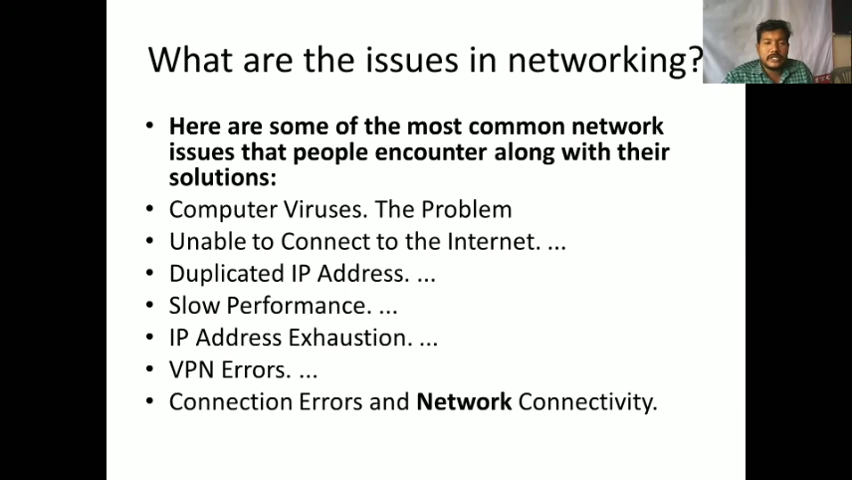 What are the issues in networking?
• Here are some of the most common network
issues that people encounter along with their
solutions:
• Computer Viruses. The Problem
• Unable to Connect to the Internet. ...
• Duplicated IP Address. ...
• Slow Performance. ...
• IP Address Exhaustion. ...
• VPN Errors. ...
• Connection Errors and Network Connectivity.